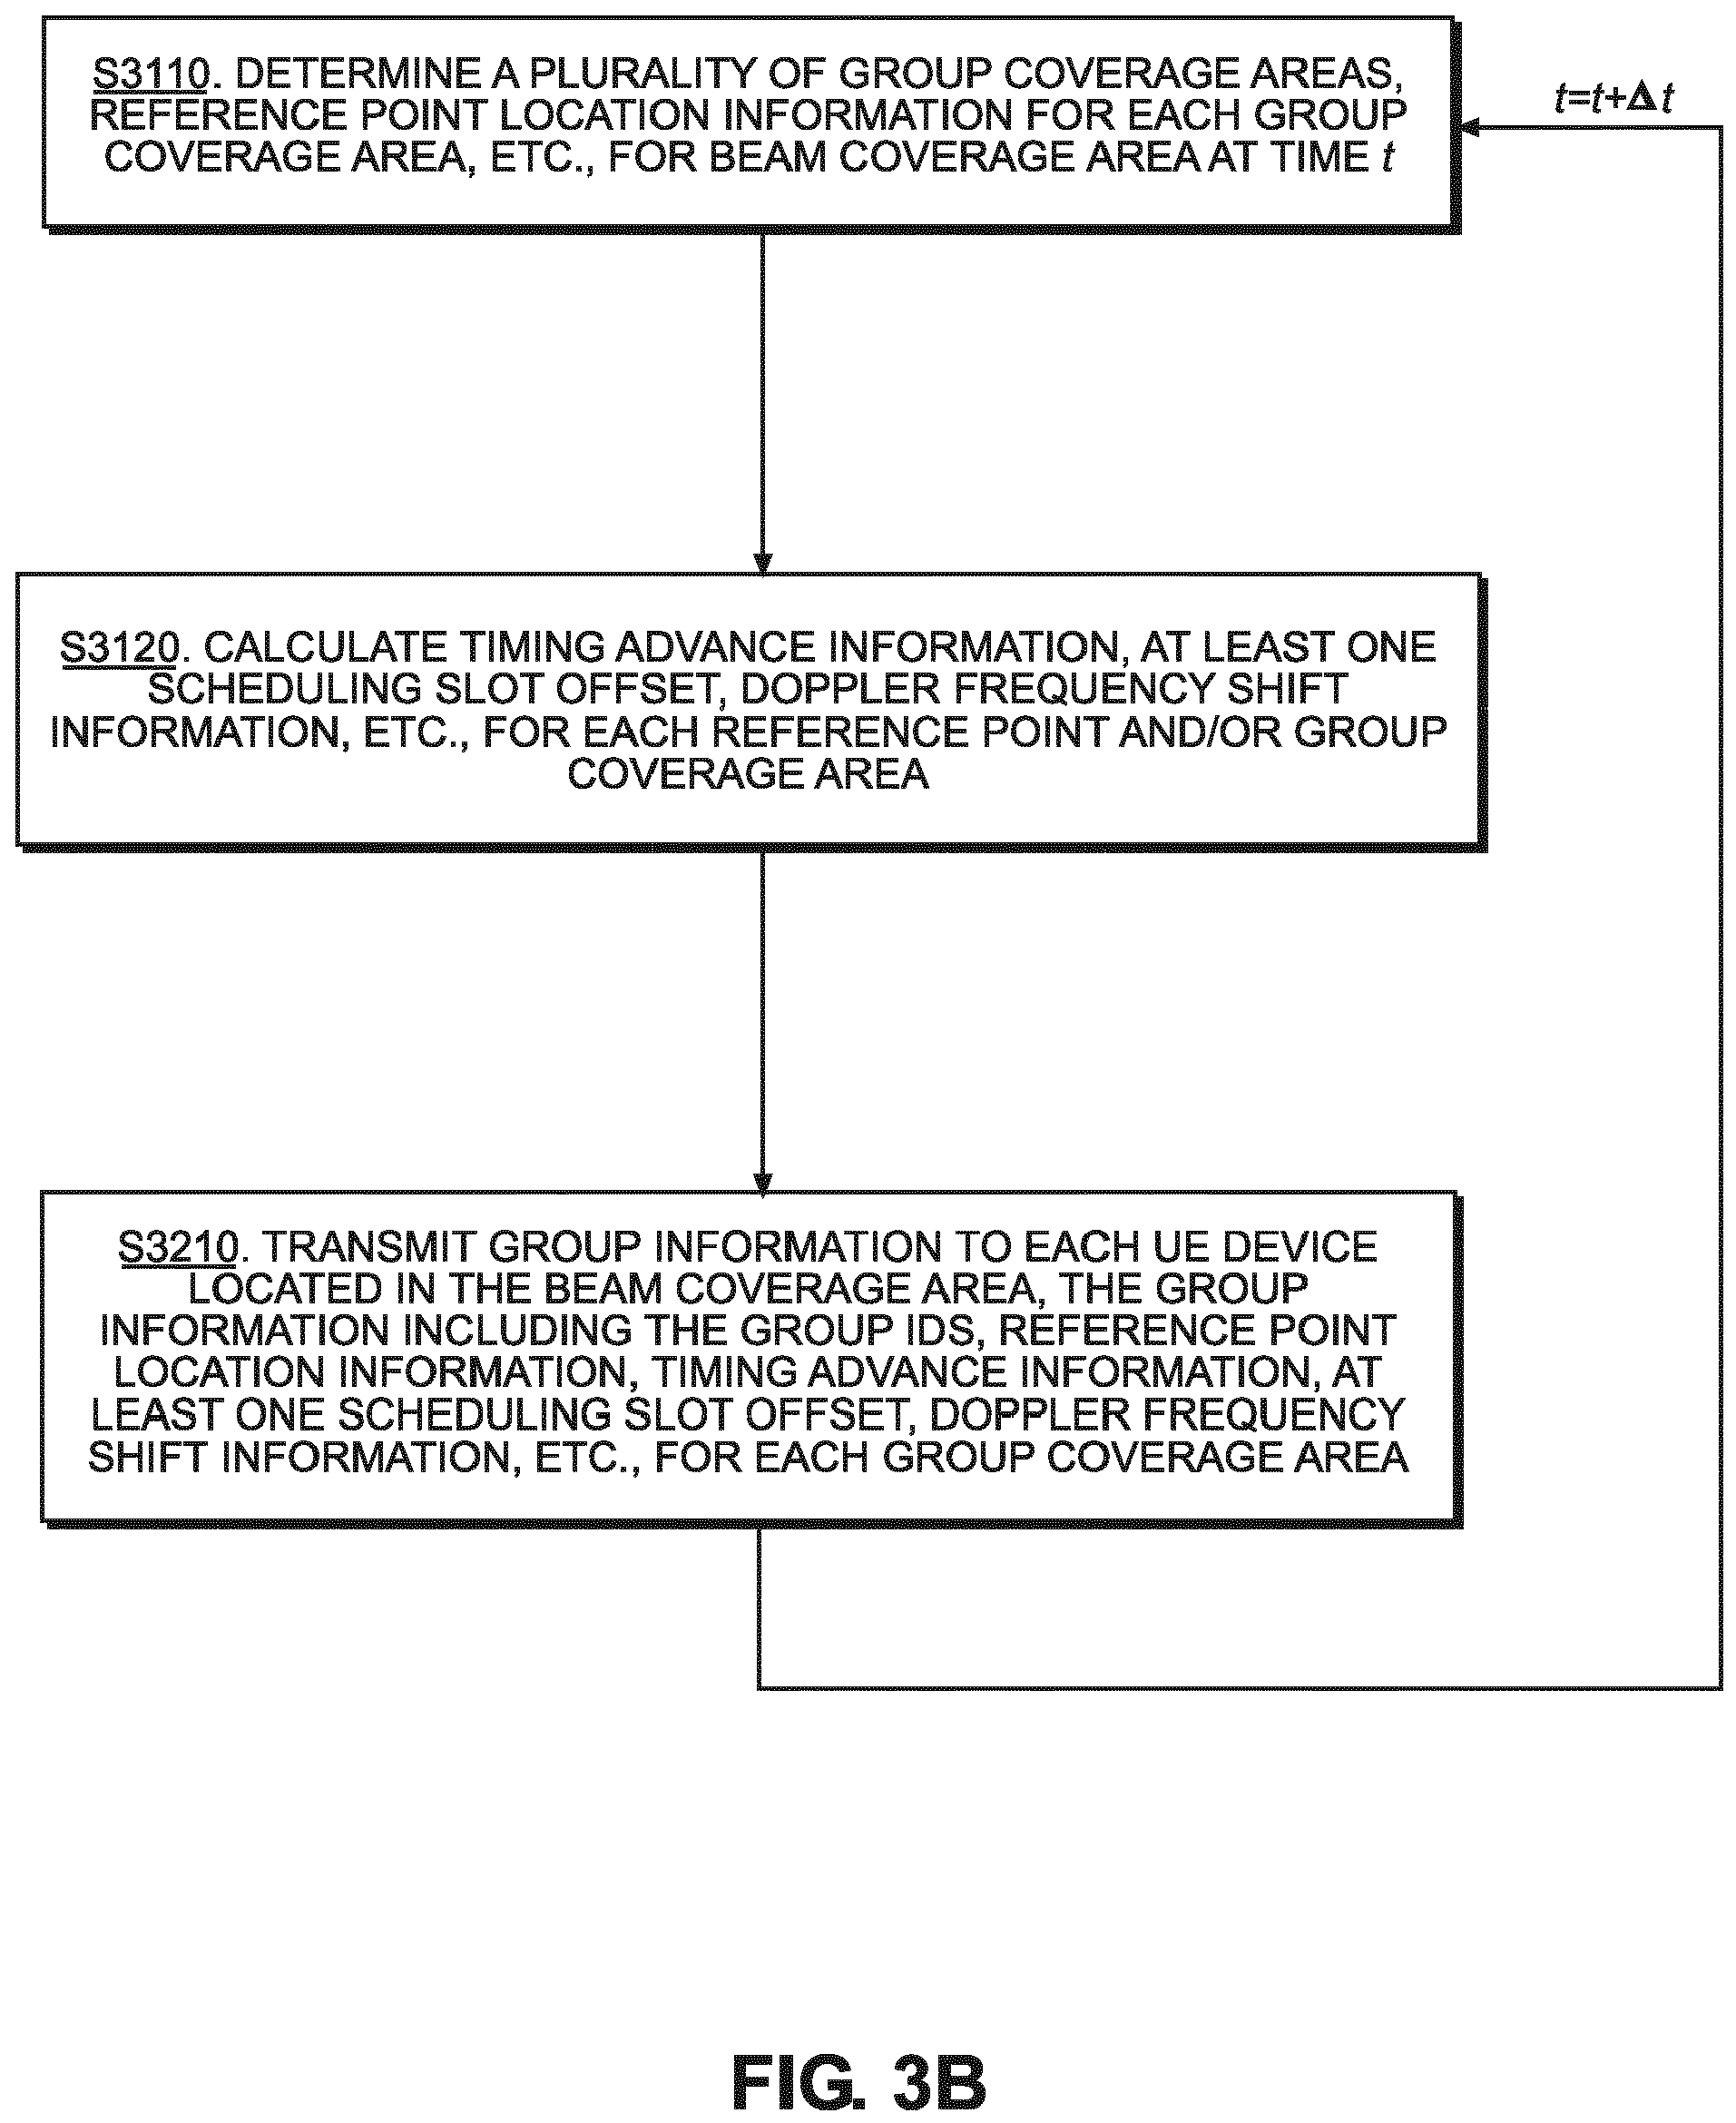 S3110. DETERMINE A PLURALITY OF GROUP COVERAGE AREAS,
REFERENCE POINT LOCATION INFORMATION FOR EACH GROUP
COVERAGE AREA, ETC., FOR BEAM COVERAGE AREA AT TIME t
t=t+Δt
S3120. CALCULATE TIMING ADVANCE INFORMATION, AT LEAST ONE
SCHEDULING SLOT OFFSET, DOPPLER FREQUENCY SHIFT
INFORMATION, ETC., FOR EACH REFERENCE POINT AND/OR GROUP
COVERAGE AREA
S3210. TRANSMIT GROUP INFORMATION TO EACH UE DEVICE
LOCATED IN THE BEAM COVERAGE AREA, THE GROUP
INFORMATION INCLUDING THE GROUP IDS, REFERENCE POINT
LOCATION INFORMATION, TIMING ADVANCE INFORMATION, AT
LEAST ONE SCHEDULING SLOT OFFSET, DOPPLER FREQUENCY
SHIFT INFORMATION, ETC., FOR EACH GROUP COVERAGE AREA
FIG. 3B